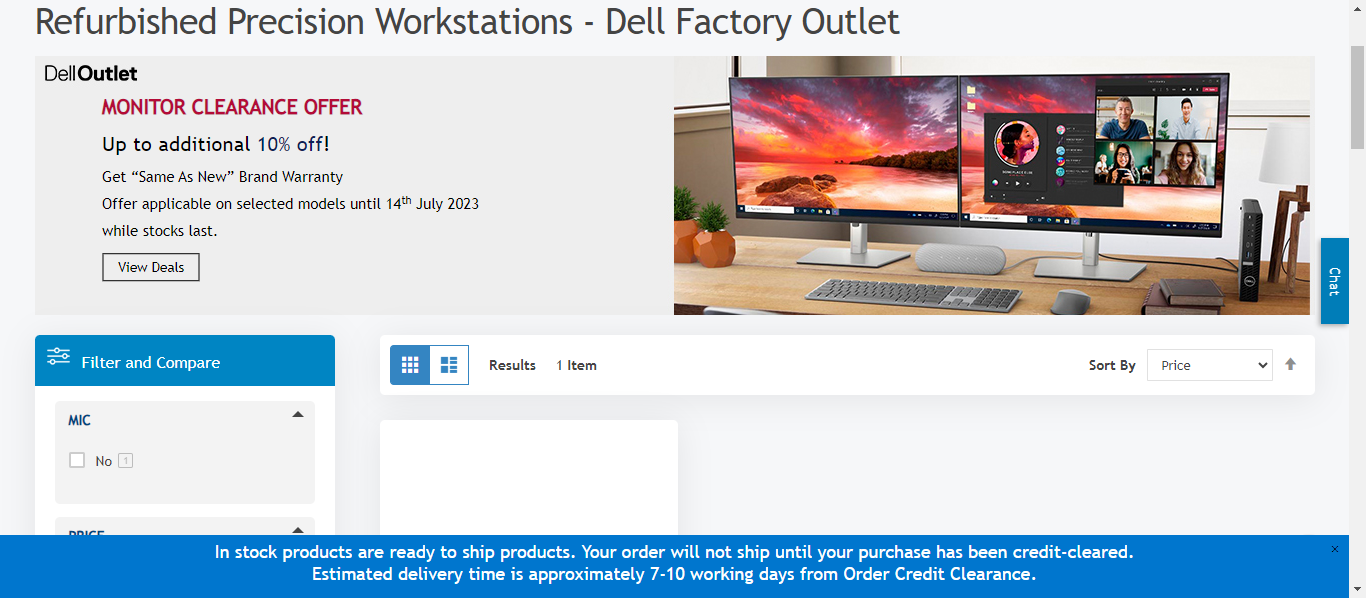 Refurbished Precision Workstations - Dell Factory Outlet
DellOutlet
MONITOR CLEARANCE OFFER
Up to additional 10% off!
Get “Same As New” Brand Warranty
Offer applicable on selected models until 14th July 2023
while stocks last.
View Deals
Chat
Filter and Compare
Results 1 Item
Sort By Price
MIC
No 1
PRICE
In stock products are ready to ship products. Your order will not ship until your purchase has been credit-cleared.
Estimated delivery time is approximately 7-10 working days from Order Credit Clearance.